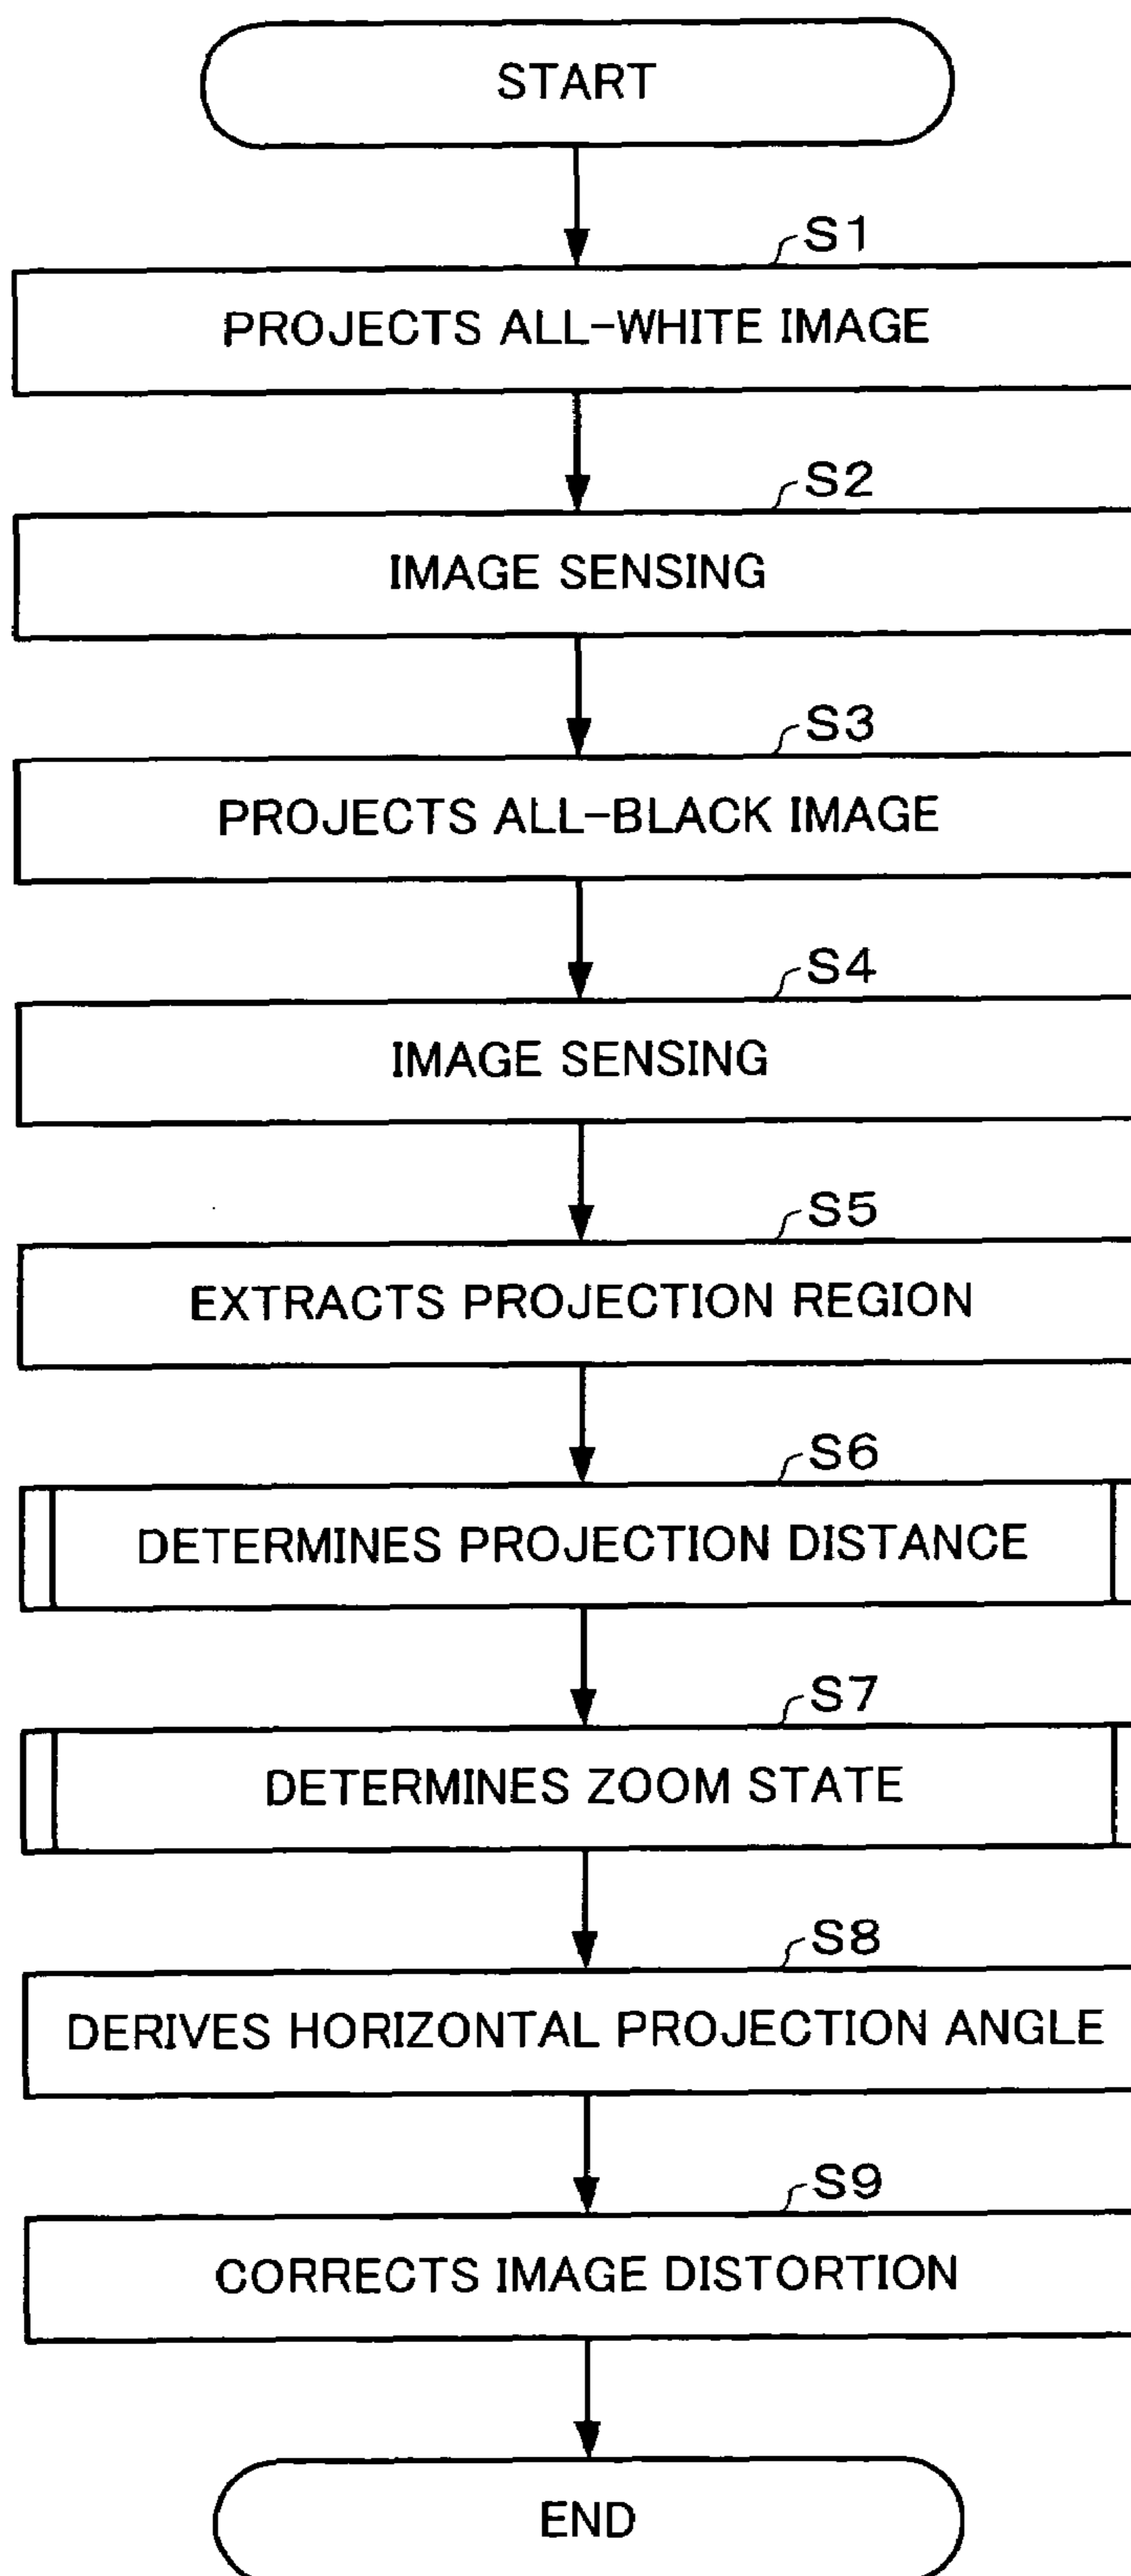 START
S1
PROJECTS ALL-WHITE IMAGE
S2
IMAGE SENSING
S3
PROJECTS ALL-BLACK IMAGE
S4
IMAGE SENSING
S5
EXTRACTS PROJECTION REGION
S6
DETERMINES PROJECTION DISTANCE
S7
DETERMINES ZOOM STATE
S8
DERIVES HORIZONTAL PROJECTION ANGLE
S9
CORRECTS IMAGE DISTORTION
END